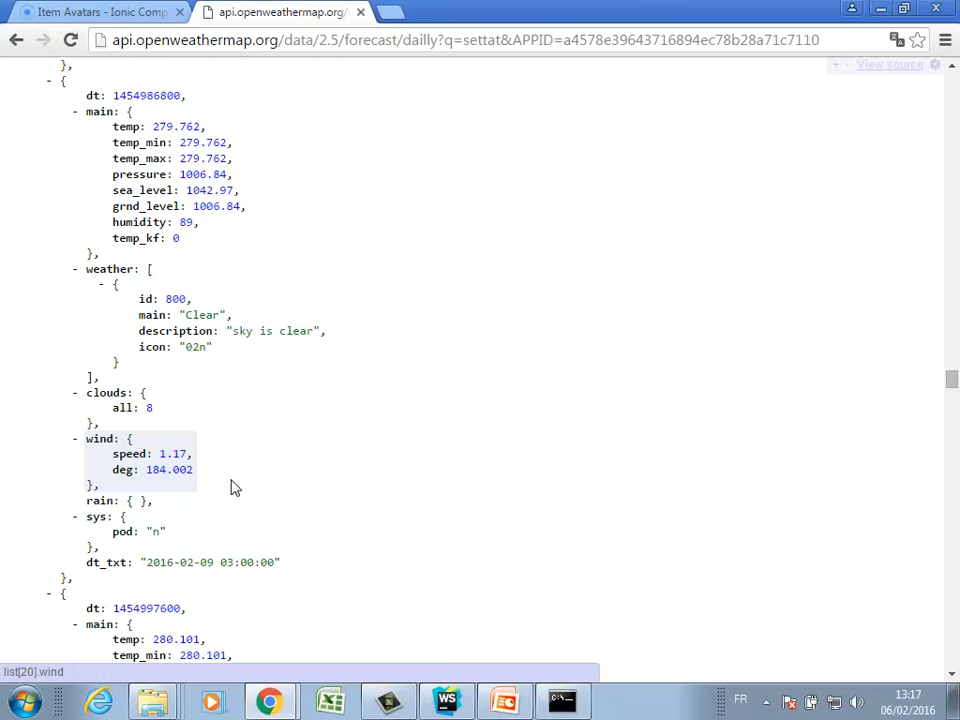 Item Avatars - Ionic Comp
api.openweathermap.org/
api.openweathermap.org/data/2.5/forecast/dailly?q=settat&APPID=a4578e39643716894ec78b28a71c7110
+ - View source
},
- {
dt: 1454986800,
- main: {
temp: 279.762,
temp_min: 279.762,
temp_max: 279.762,
pressure: 1006.84,
sea_level: 1042.97,
grnd_level: 1006.84,
humidity: 89,
temp_kf: 0
},
- weather: [
- {
id: 800,
main: "Clear",
description: "sky is clear",
icon: "02n"
}
],
- clouds: {
all: 8
},
- wind: {
speed: 1.17,
deg: 184.002
},
rain: { },
- sys: {
pod: "n"
},
dt_txt: "2016-02-09 03:00:00"
},
- {
dt: 1454997600,
- main: {
temp: 280.101,
temp_min: 280.101,
list[20].wind
WS
FR
13:17
06/02/2016